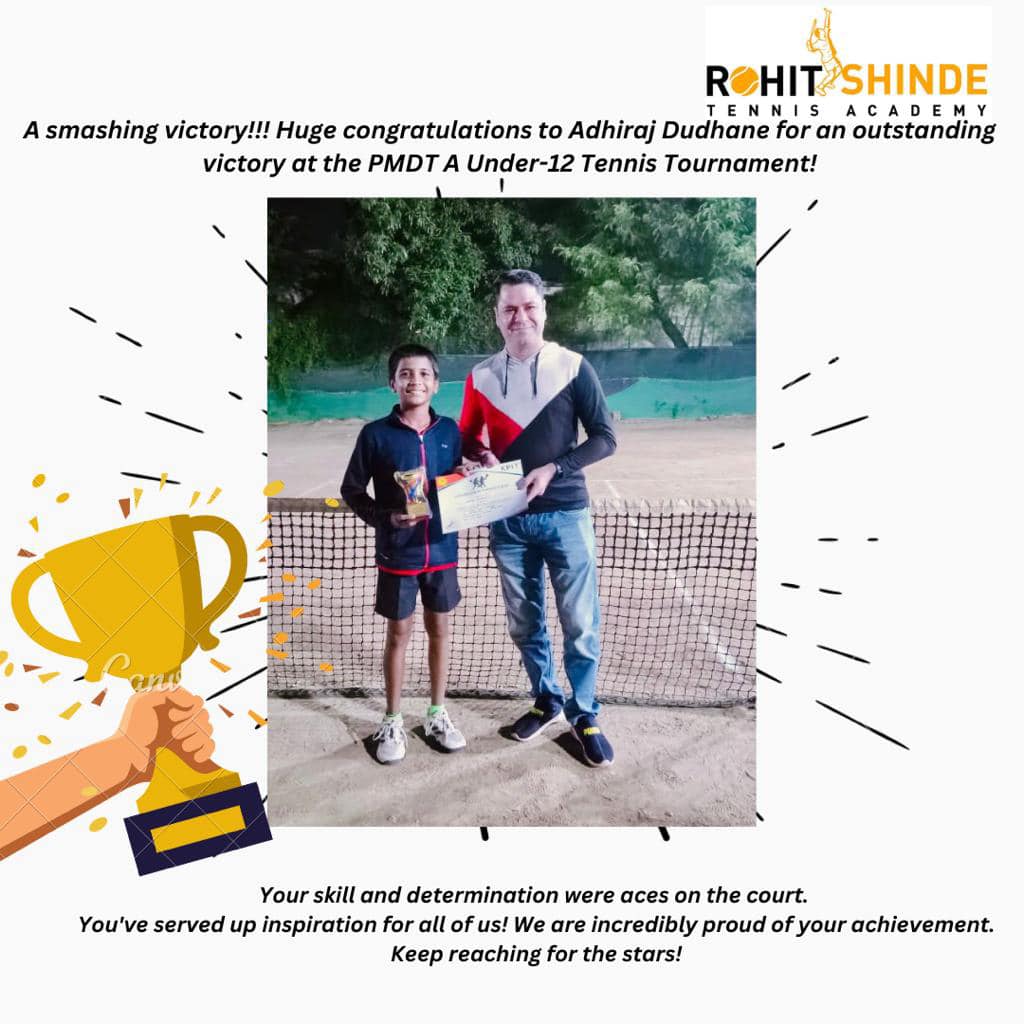 ROHIT SHINDE
TENNIS ACADEMY
A smashing victory!!! Huge congratulations to Adhiraj Dudhane for an outstanding
victory at the PMDT A Under-12 Tennis Tournament!
KPIT
Canva
Your skill and determination were aces on the court.
You've served up inspiration for all of us! We are incredibly proud of your achievement.
Keep reaching for the stars!